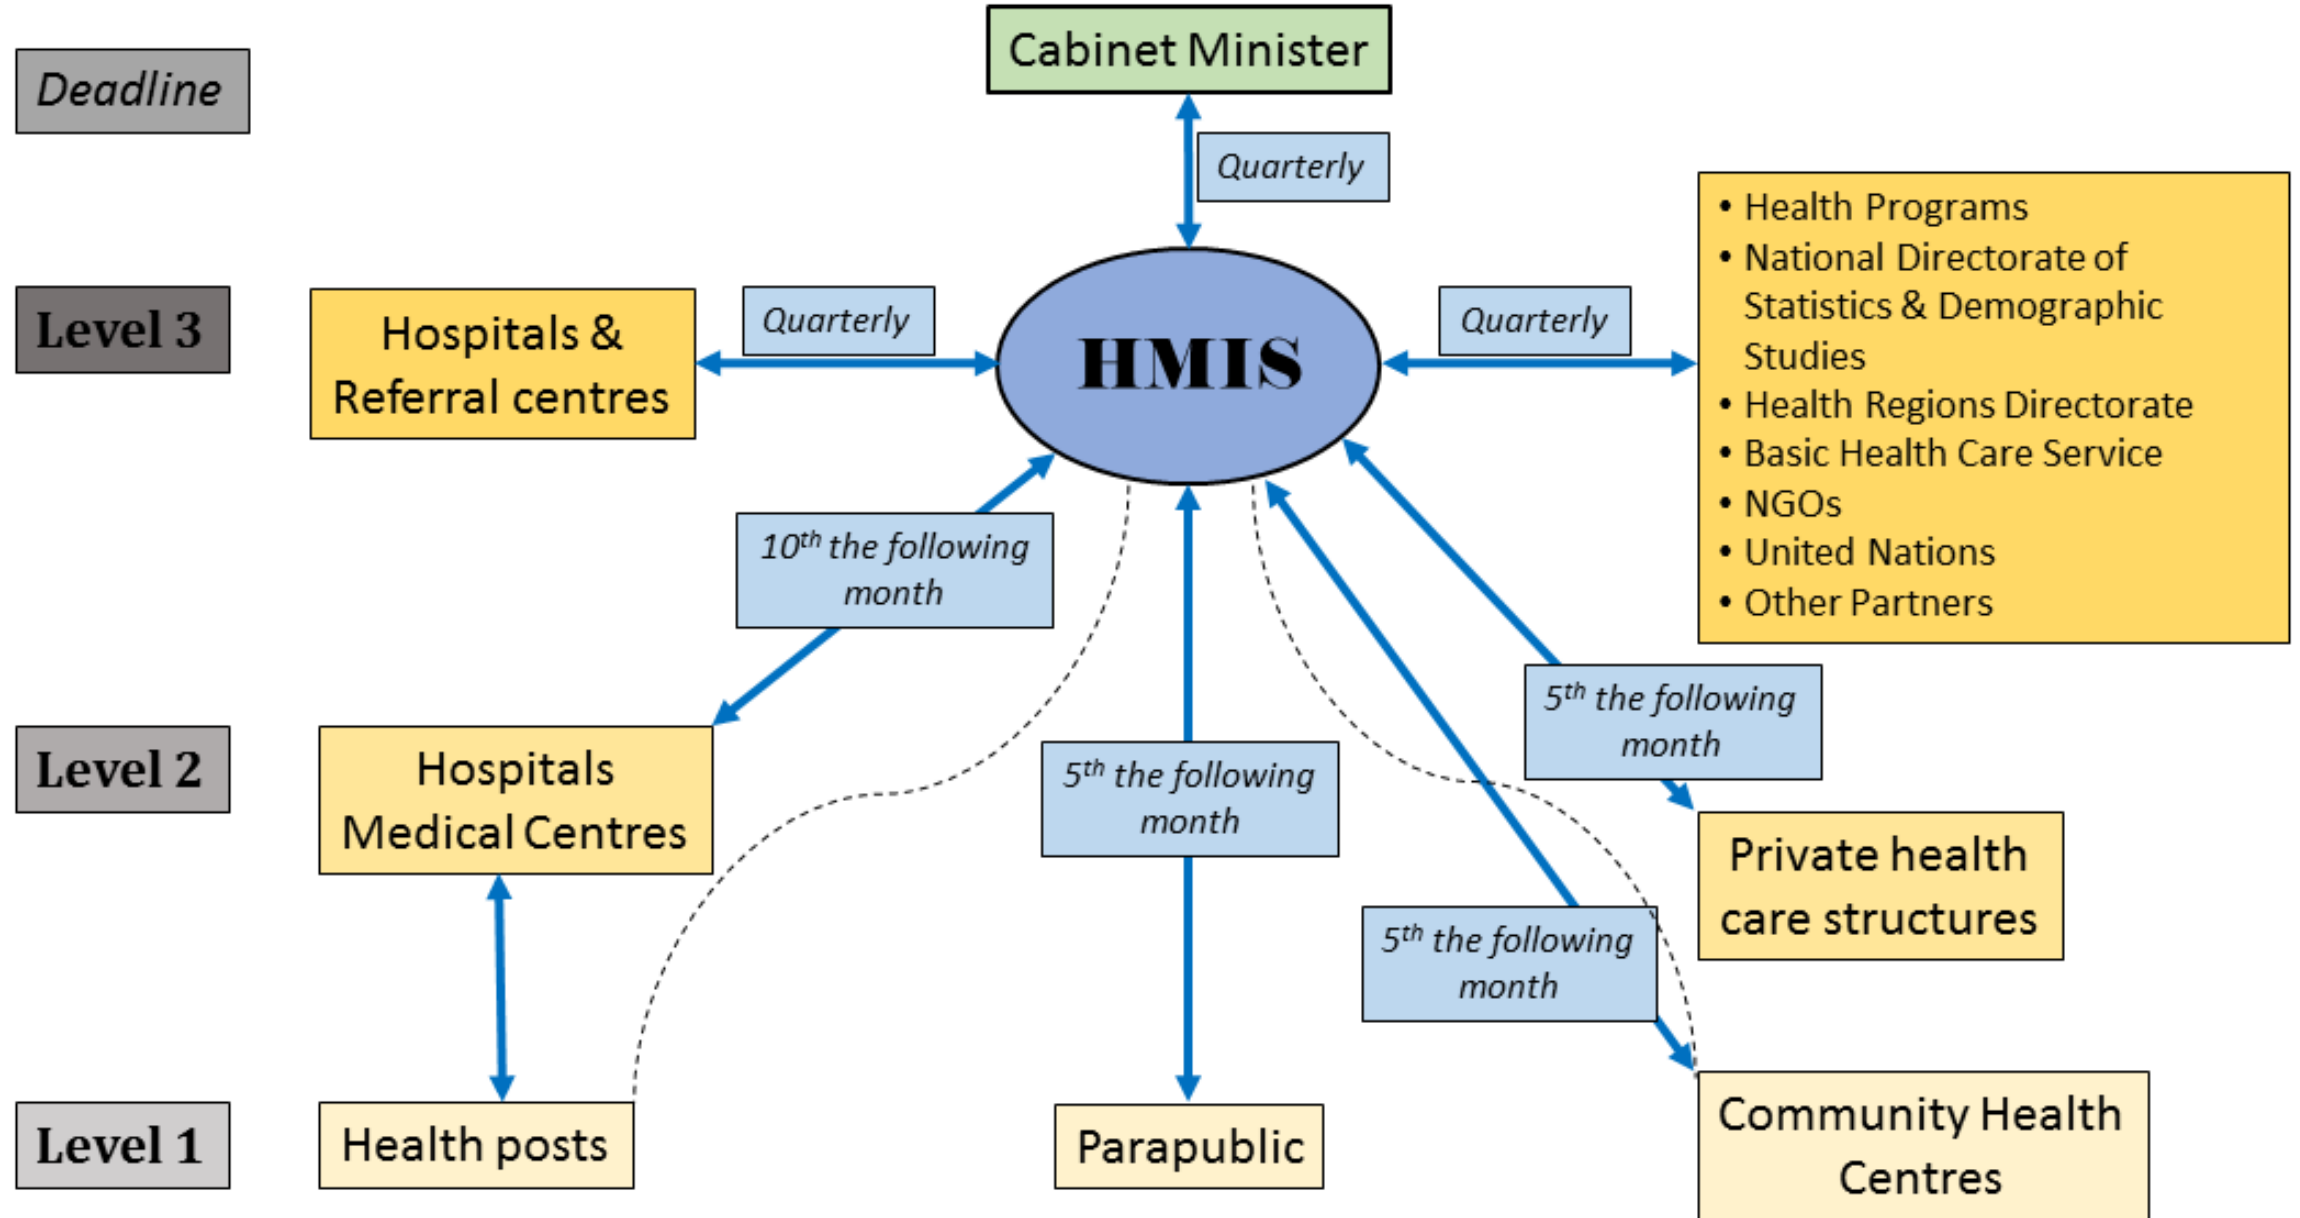 Cabinet Minister
Deadline
Quarterly
Level 3
Hospitals &
Referral centres
Quarterly
HMIS
Quarterly
• Health Programs
• National Directorate of
Statistics & Demographic
Studies
• Health Regions Directorate
• Basic Health Care Service
• NGOs
• United Nations
• Other Partners
10th the following
month
5th the following
month
Level 2
Hospitals
Medical Centres
5th the following
month
Private health
care structures
5th the following
month
Level 1
Health posts
Parapublic
Community Health
Centres